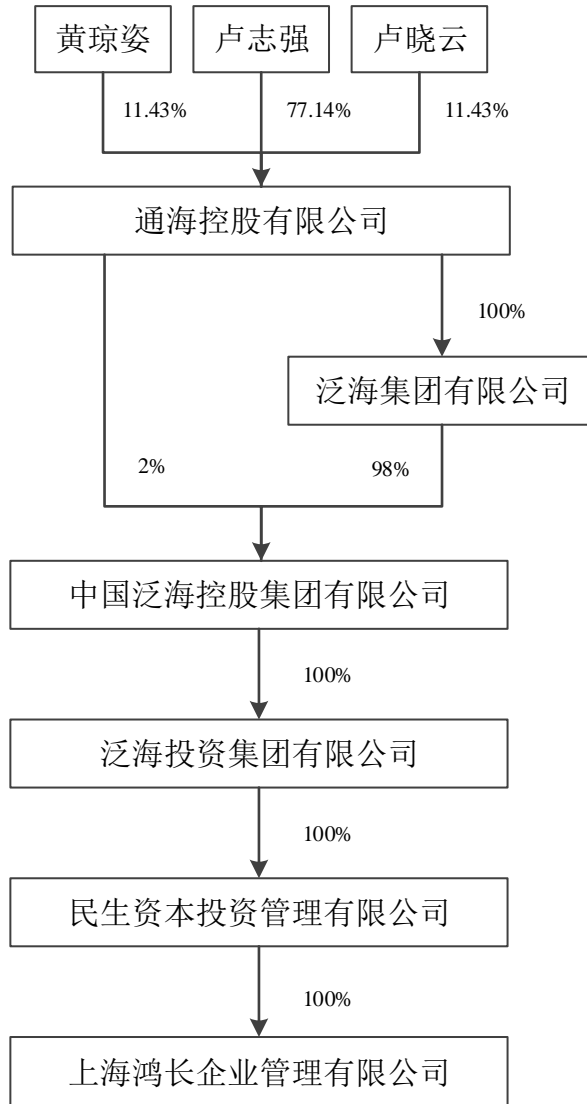 黄琼姿 卢志强 卢晓云
11.43% 77.14% 11.43%
通海控股有限公司
100%
泛海集团有限公司
2% 98%
中国泛海控股集团有限公司
100%
泛海投资集团有限公司
100%
民生资本投资管理有限公司
100%
上海鸿长企业管理有限公司